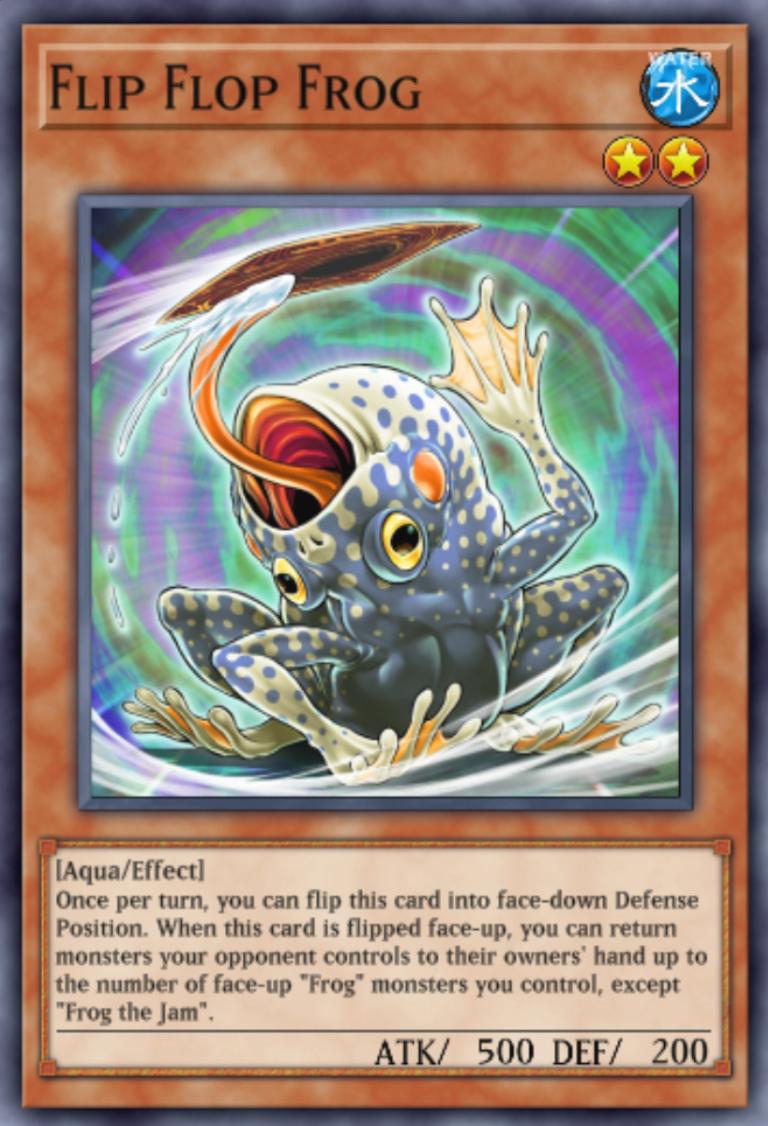 Flip Flop Frog
WATER
水
[Aqua/Effect]
Once per turn, you can flip this card into face-down Defense
Position. When this card is flipped face-up, you can return
monsters your opponent controls to their owners' hand up to
the number of face-up "Frog" monsters you control, except
"Frog the Jam".
ATK/ 500 DEF/ 200